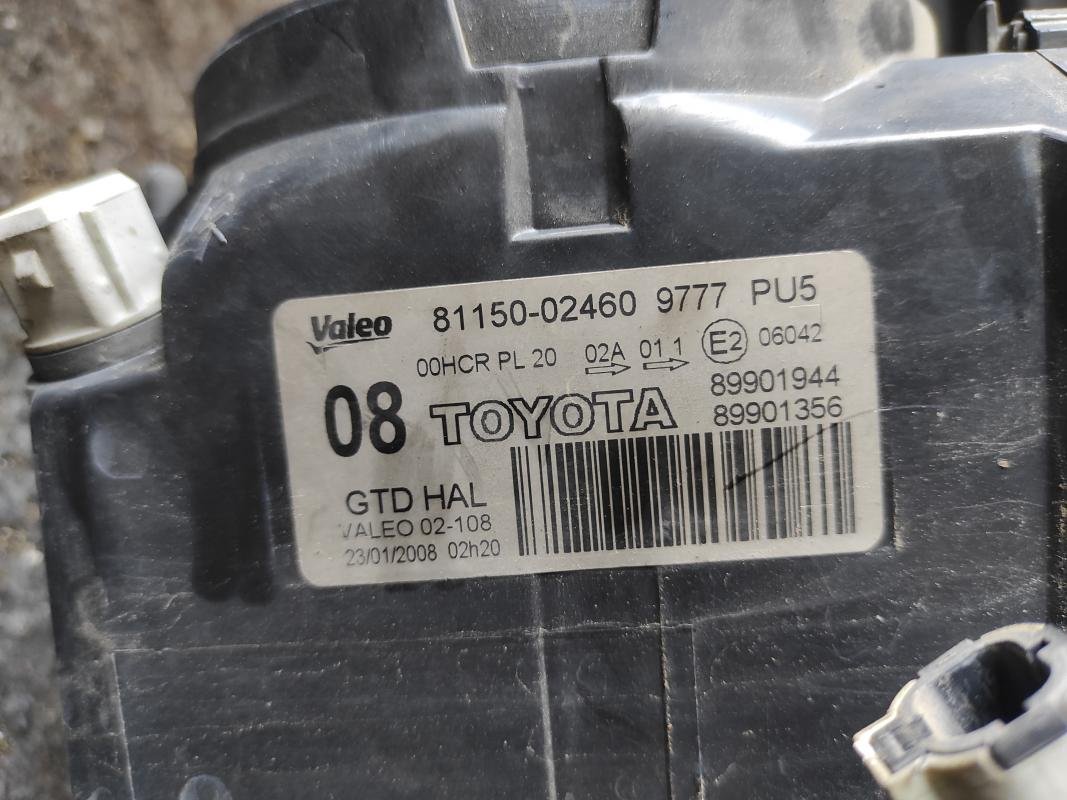 Valeo 81150-02460 9777 PU5
00HCR PL 20 02A 01 1 E2 06042
08 TOYOTA 89901944
89901356
GTD HAL
VALEO 02-108
23/01/2008 02h20